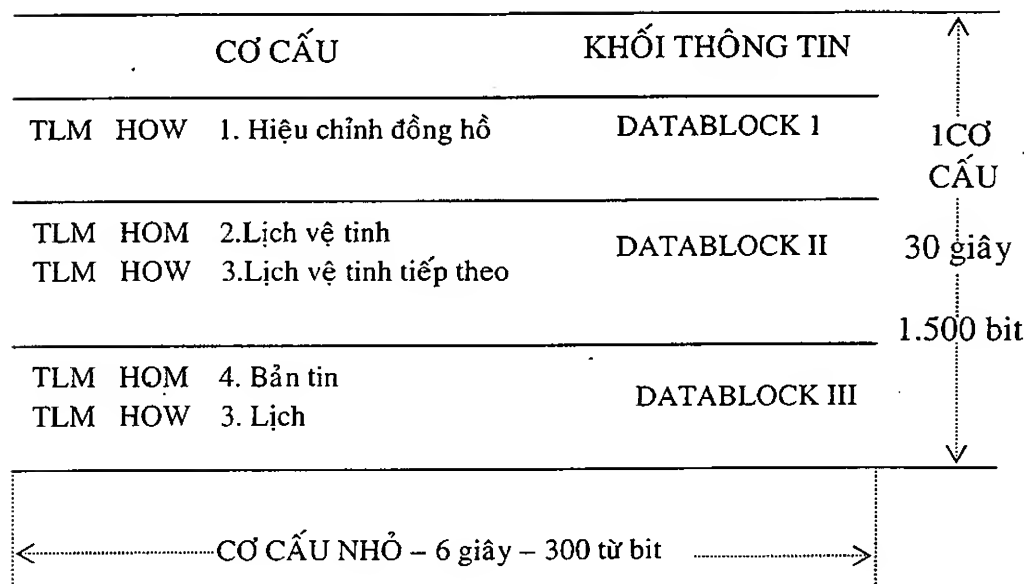 CƠ CẤU KHỐI THÔNG TIN
TLM HOW 1. Hiệu chỉnh đồng hồ DATABLOCK 1
TLM HOM 2.Lịch vệ tinh DATABLOCK II
TLM HOW 3.Lịch vệ tinh tiếp theo
TLM HOM 4. Bản tin DATABLOCK III
TLM HOW 3. Lịch
1CƠ
CẤU
30 giây
1.500 bit
CƠ CẤU NHỎ – 6 giây – 300 từ bit